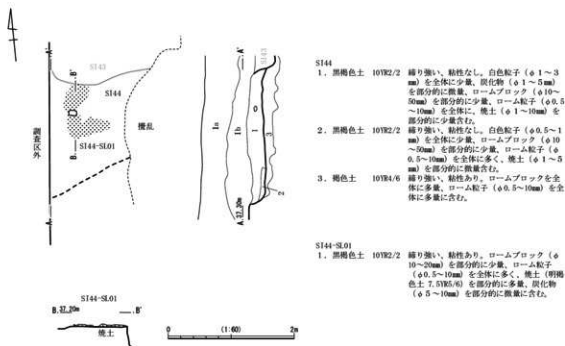 A'
SI43
B'
SI44
調査区外
攪乱
B
SI44-SL01
A
A'
SI43
Ia
Ib
1
3
2
A 37.20m
SI44-SL01
B 37.20m
B'
焼土
0
(1:60)
2m
SI44
1. 黒褐色土 10YR2/2 締り強い、粘性なし。白色粒子（φ1～3
mm）を全体に少量、炭化物（φ1～5mm）
を部分的に微量、ロームブロック（φ10～
50mm）を部分的に少量、ローム粒子（φ0.5
～10mm）を全体に、焼土（φ1～10mm）を
部分的に少量含む。
2. 黒褐色土 10YR2/2 締り強い、粘性なし。白色粒子（φ0.5～1
mm）を全体に少量、ロームブロック（φ10
～50mm）を部分的に少量、ローム粒子（φ
0.5～10mm）を全体に多く、焼土（φ1～5
mm）を部分的に微量含む。
3. 褐色土 10YR4/6 締り強い、粘性あり。ロームブロックを全
体に多量、ローム粒子（φ0.5～10mm）を全
体に多量に含む。
SI44-SL01
1. 黒褐色土 10YR2/2 締り強い、粘性あり。ロームブロック（φ
10～20mm）を部分的に少量、ローム粒子
（φ0.5～10mm）を全体に多く、焼土（明褐
色土 7.5YR5/6）を部分的に多量、炭化物
（φ5～10mm）を部分的に微量に含む。